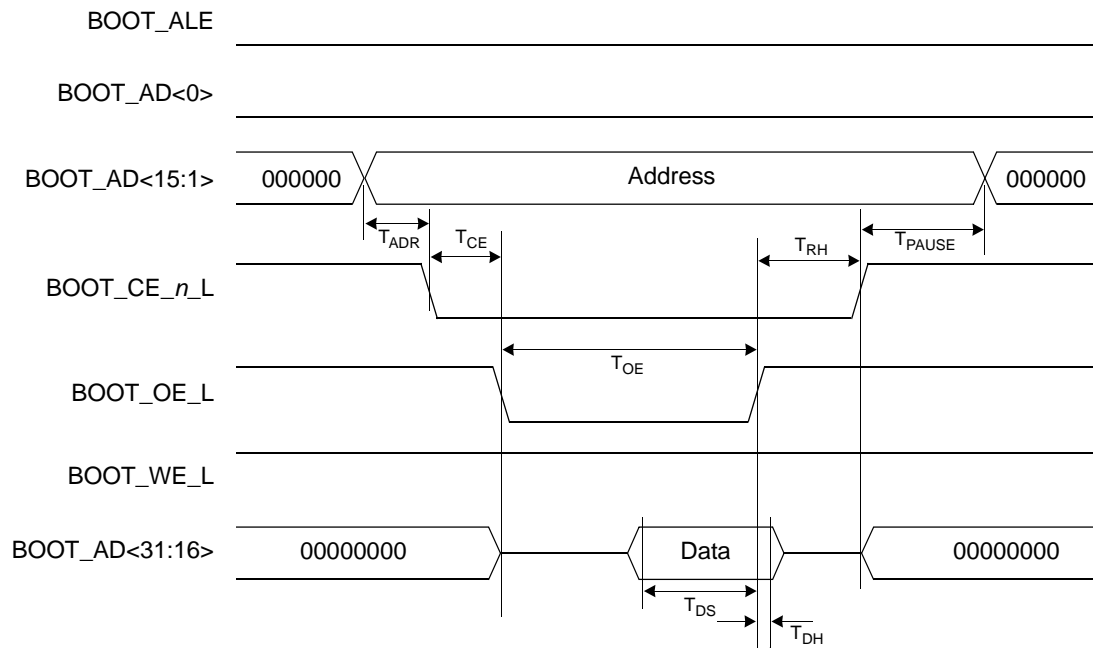 BOOT_ALE
BOOT_AD<0>
BOOT_AD<15:1> 000000 Address 000000
TADR TCE TRH TPAUSE
BOOT_CE_n_L
TOE
BOOT_OE_L
BOOT_WE_L
BOOT_AD<31:16> 00000000 Data 00000000
TDS
TDH